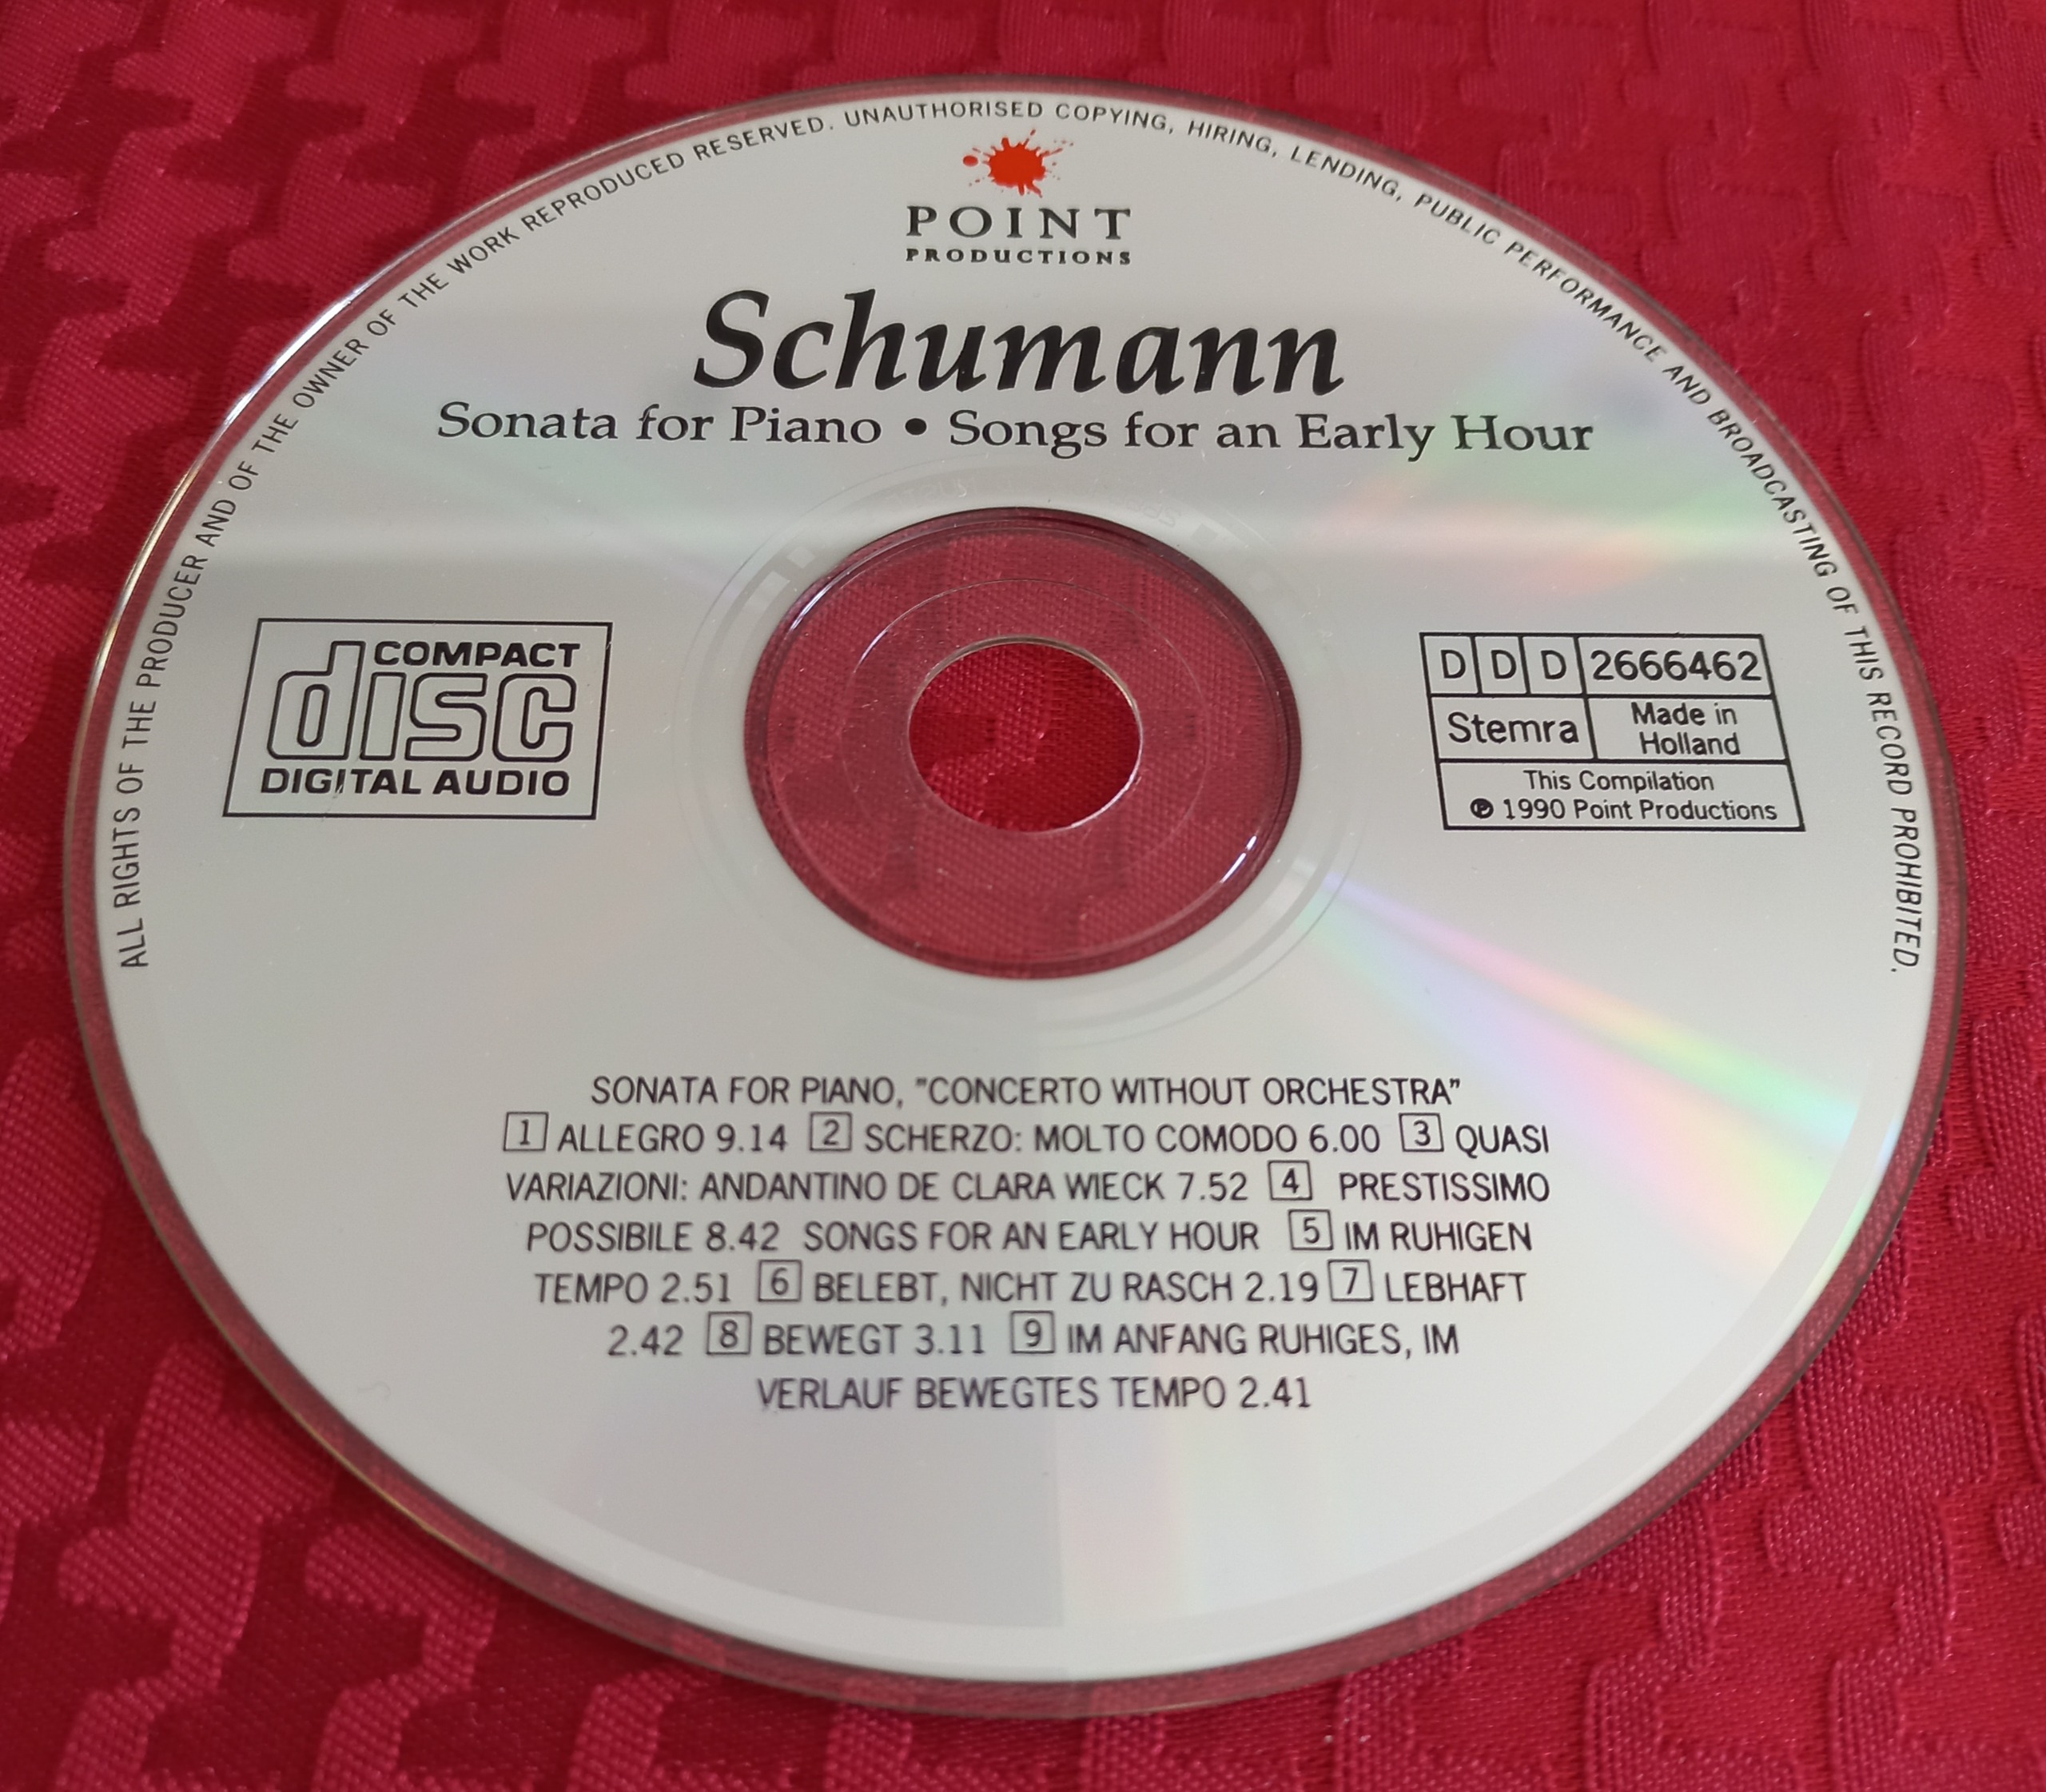 ALL RIGHTS OF THE PRODUCER AND OF THE OWNER OF THE WORK REPRODUCED RESERVED. UNAUTHORISED COPYING, HIRING, LENDING, PUBLIC PERFORMANCE AND BROADCASTING OF THIS RECORD PROHIBITED.
POINT
PRODUCTIONS
Schumann
Sonata for Piano • Songs for an Early Hour
COMPACT
disc
DIGITAL AUDIO
D D D 2666462
Stemra
Made in
Holland
This Compilation
℗ 1990 Point Productions
SONATA FOR PIANO, "CONCERTO WITHOUT ORCHESTRA"
1 ALLEGRO 9.14 2 SCHERZO: MOLTO COMODO 6.00 3 QUASI
VARIAZIONI: ANDANTINO DE CLARA WIECK 7.52 4 PRESTISSIMO
POSSIBILE 8.42 SONGS FOR AN EARLY HOUR 5 IM RUHIGEN
TEMPO 2.51 6 BELEBT, NICHT ZU RASCH 2.19 7 LEBHAFT
2.42 8 BEWEGT 3.11 9 IM ANFANG RUHIGES, IM
VERLAUF BEWEGTES TEMPO 2.41